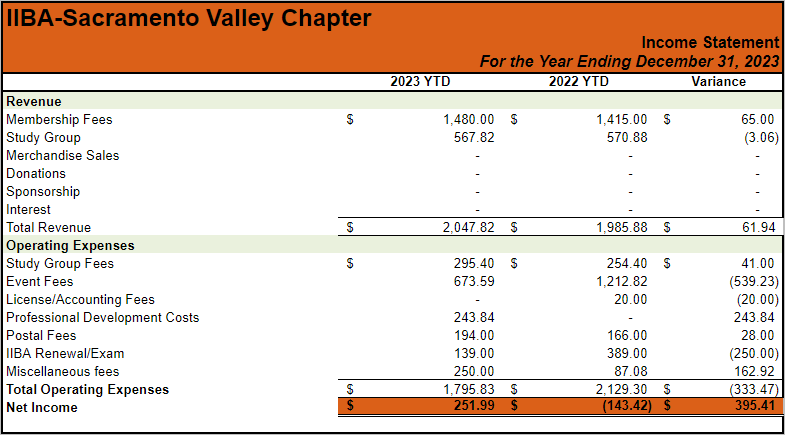 IIBA-Sacramento Valley Chapter
Income Statement
For the Year Ending December 31, 2023
2023 YTD 2022 YTD Variance
Revenue
Membership Fees $ 1,480.00 $ 1,415.00 $ 65.00
Study Group 567.82 570.88 (3.06)
Merchandise Sales - - -
Donations - - -
Sponsorship - - -
Interest - - -
Total Revenue $ 2,047.82 $ 1,985.88 $ 61.94
Operating Expenses
Study Group Fees $ 295.40 $ 254.40 $ 41.00
Event Fees 673.59 1,212.82 (539.23)
License/Accounting Fees - 20.00 (20.00)
Professional Development Costs 243.84 - 243.84
Postal Fees 194.00 166.00 28.00
IIBA Renewal/Exam 139.00 389.00 (250.00)
Miscellaneous fees 250.00 87.08 162.92
Total Operating Expenses $ 1,795.83 $ 2,129.30 $ (333.47)
Net Income $ 251.99 $ (143.42) $ 395.41